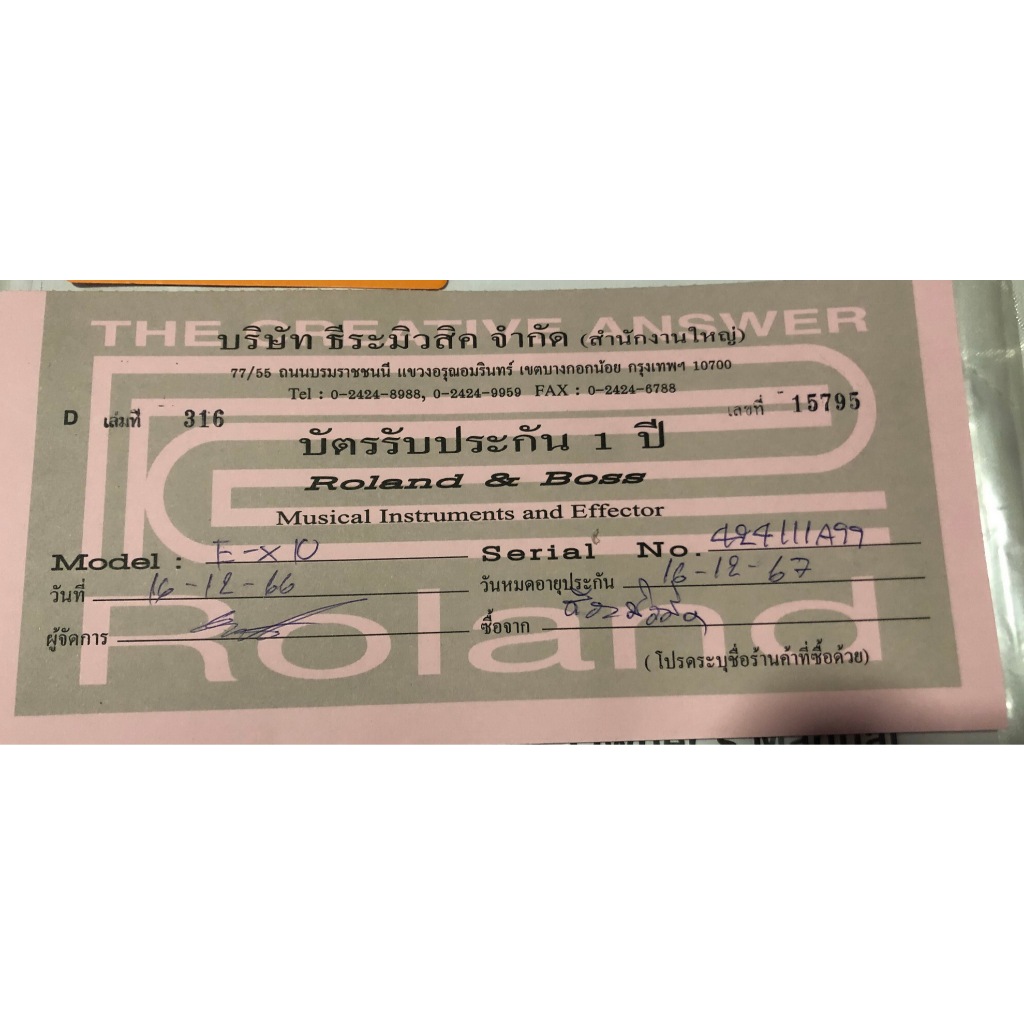 THE CREATIVE ANSWER
บริษัท ธีระมิวสิค จำกัด (สำนักงานใหญ่)
77/55 ถนนบรมราชชนนี แขวงอรุณอมรินทร์ เขตบางกอกน้อย กรุงเทพฯ 10700
Tel : 0-2424-8988, 0-2424-9959 FAX : 0-2424-6788
D เล่มที่ 316 เลขที่ 15795
บัตรรับประกัน 1 ปี
Roland & Boss
Musical Instruments and Effector
Model : E-X10 Serial No. 424111A99
วันที่ 16-12-66 วันหมดอายุประกัน 16-12-67
ผู้จัดการ ซื้อจาก ธีระมิวสิค
Roland
(โปรดระบุชื่อร้านค้าที่ซื้อด้วย)